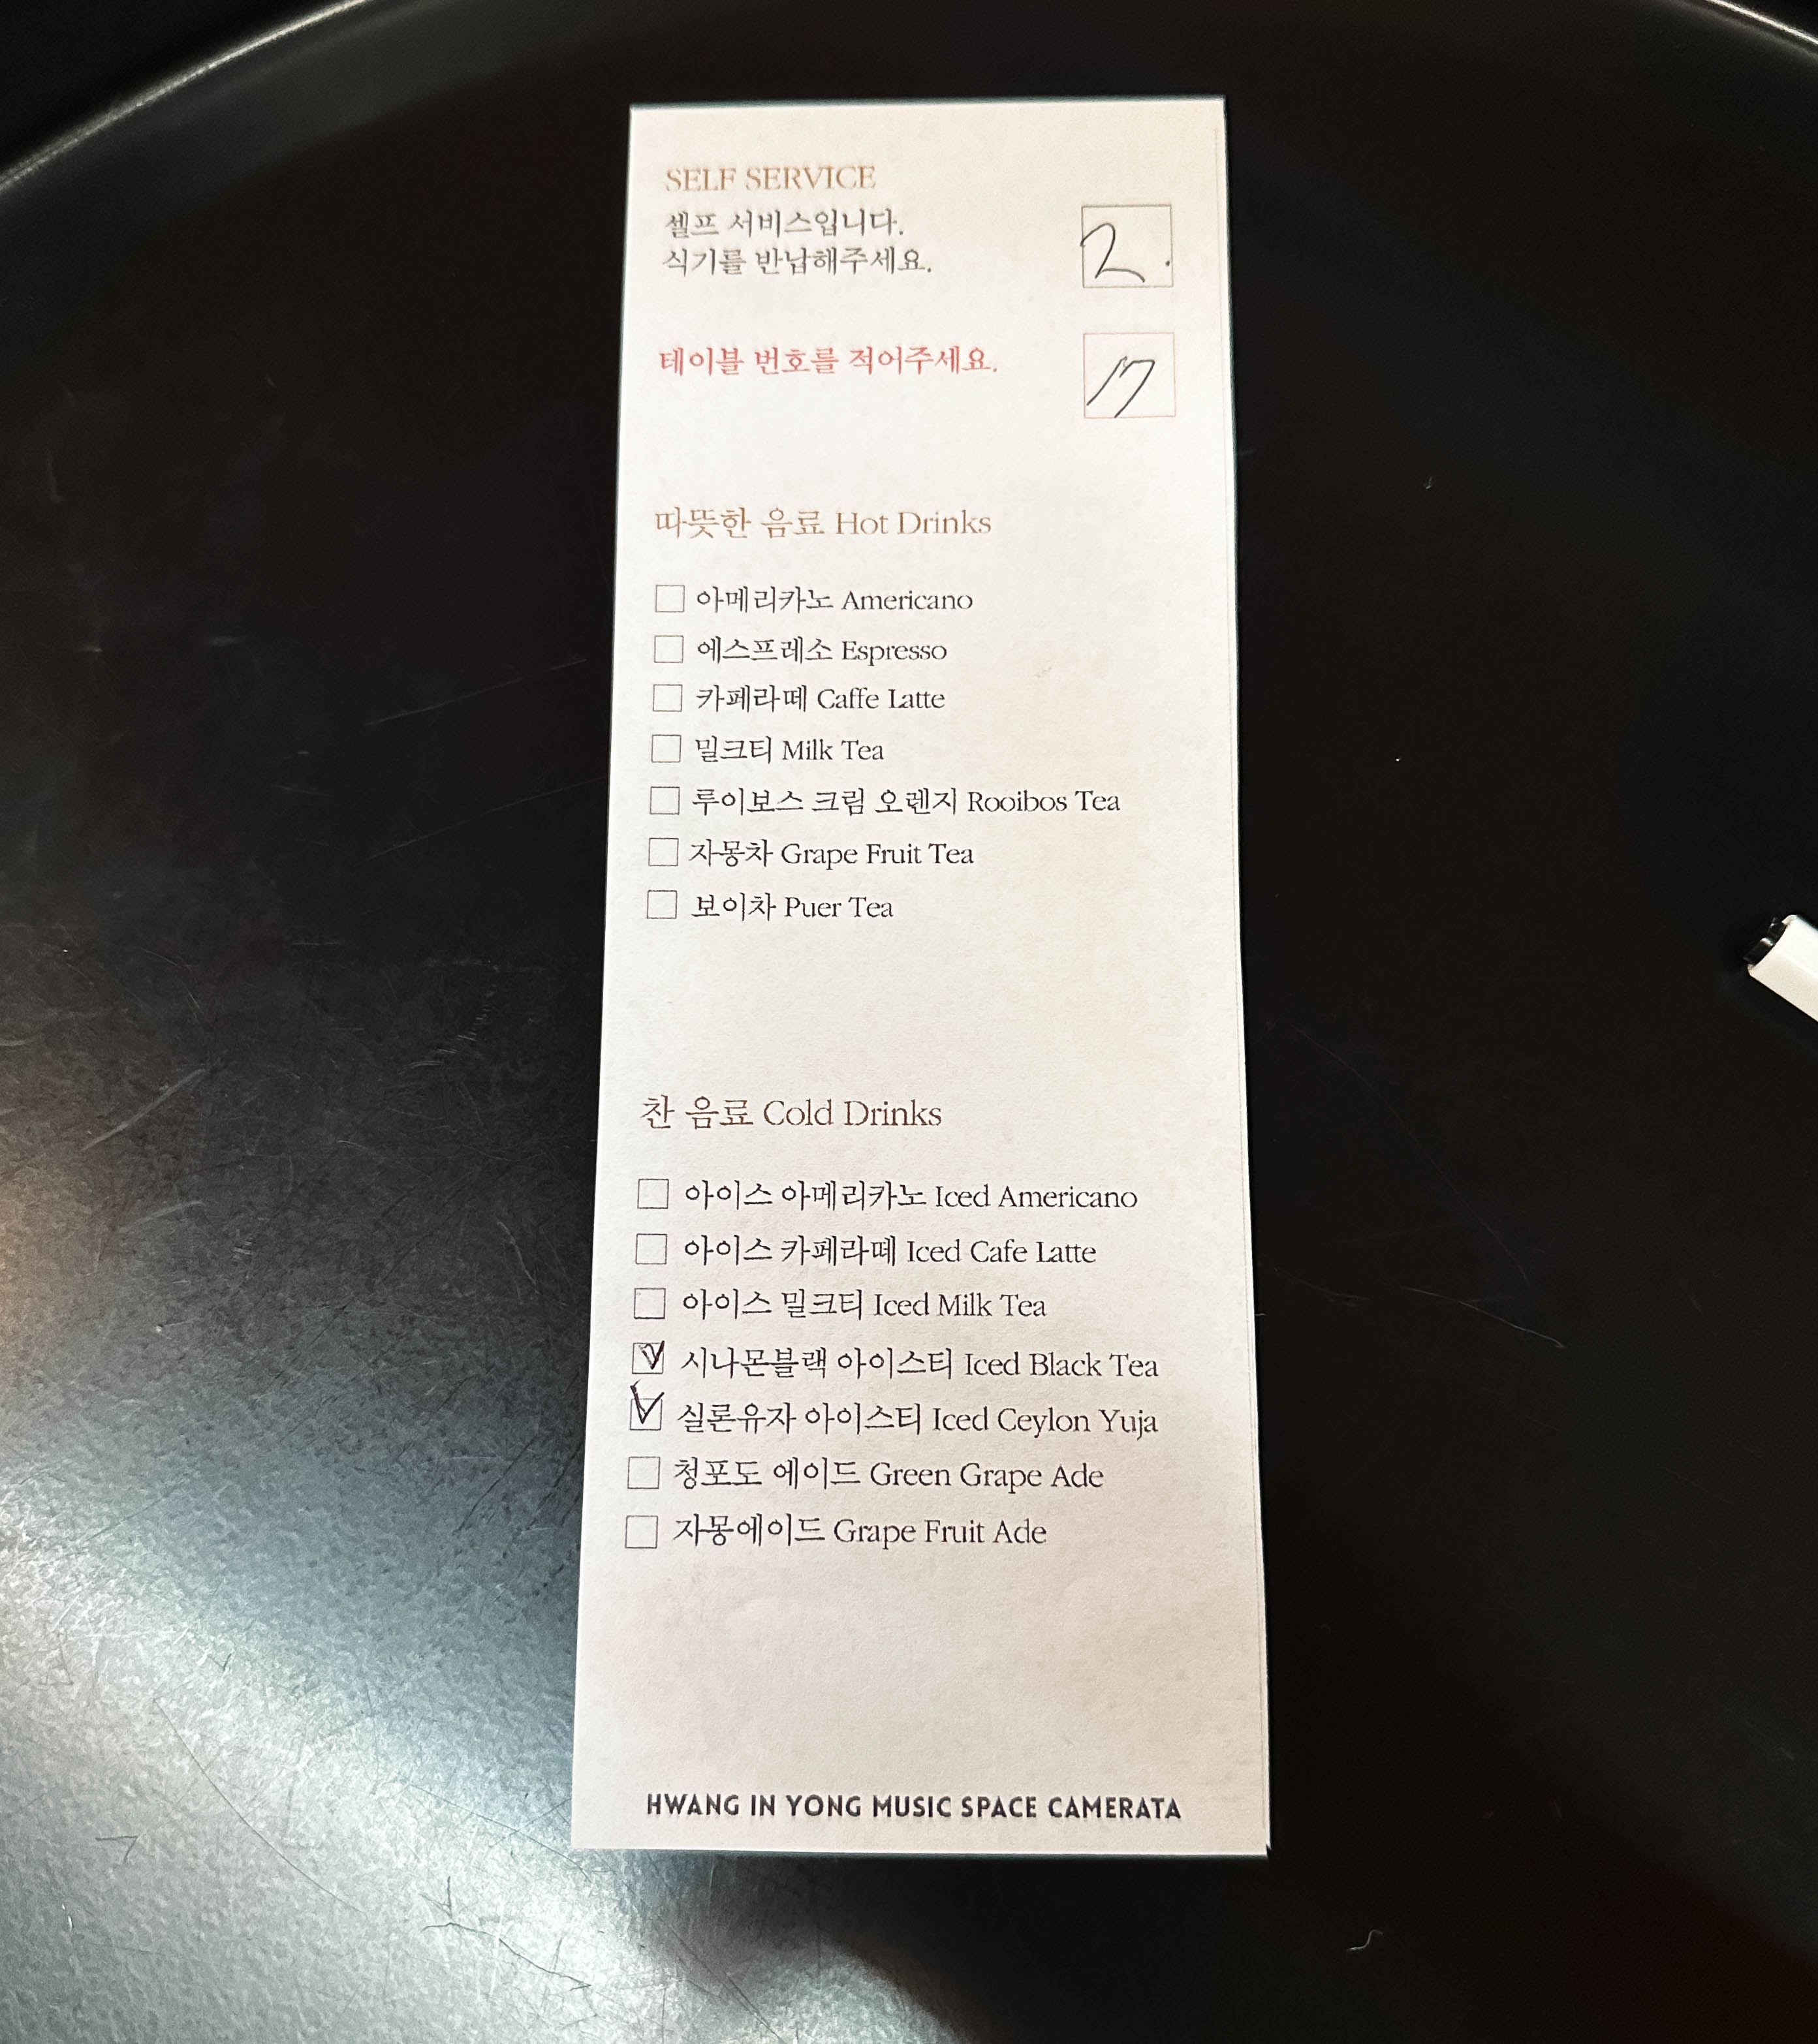 SELF SERVICE
셀프 서비스입니다.
식기를 반납해주세요.
2.
테이블 번호를 적어주세요.
17
따뜻한 음료 Hot Drinks
아메리카노 Americano
에스프레소 Espresso
카페라떼 Caffe Latte
밀크티 Milk Tea
루이보스 크림 오렌지 Rooibos Tea
자몽차 Grape Fruit Tea
보이차 Puer Tea
찬 음료 Cold Drinks
아이스 아메리카노 Iced Americano
아이스 카페라떼 Iced Cafe Latte
아이스 밀크티 Iced Milk Tea
시나몬블랙 아이스티 Iced Black Tea
실론유자 아이스티 Iced Ceylon Yuja
청포도 에이드 Green Grape Ade
자몽에이드 Grape Fruit Ade
HWANG IN YONG MUSIC SPACE CAMERATA